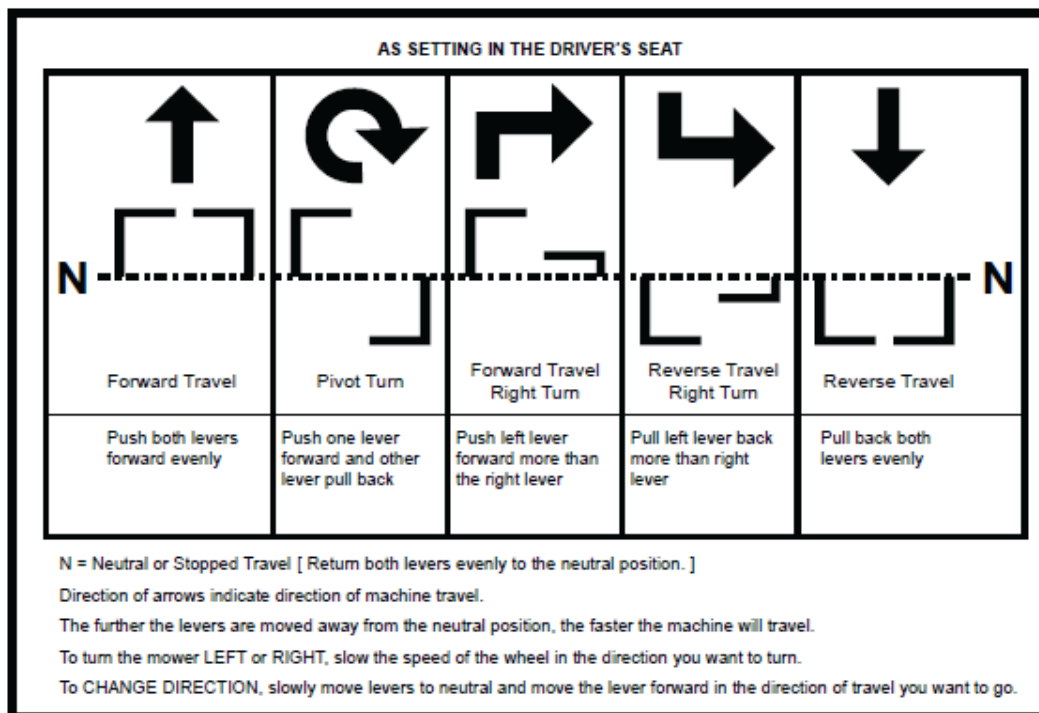 AS SETTING IN THE DRIVER'S SEAT
N
N
Forward Travel
Pivot Turn
Forward Travel
Right Turn
Reverse Travel
Right Turn
Reverse Travel
Push both levers
forward evenly
Push one lever
forward and other
lever pull back
Push left lever
forward more than
the right lever
Pull left lever back
more than right
lever
Pull back both
levers evenly
N = Neutral or Stopped Travel [ Return both levers evenly to the neutral position. ]
Direction of arrows indicate direction of machine travel.
The further the levers are moved away from the neutral position, the faster the machine will travel.
To turn the mower LEFT or RIGHT, slow the speed of the wheel in the direction you want to turn.
To CHANGE DIRECTION, slowly move levers to neutral and move the lever forward in the direction of travel you want to go.